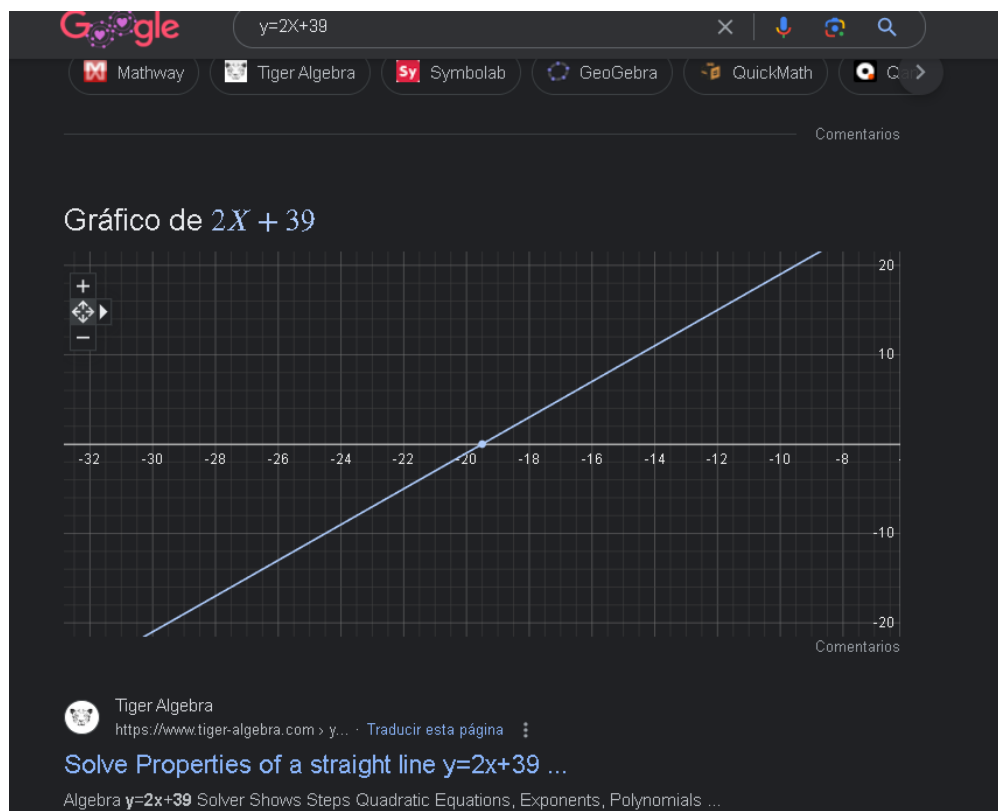 Google
y=2X+39
Mathway Tiger Algebra Sy Symbolab GeoGebra QuickMath
Comentarios
Gráfico de 2X + 39
20
10
-32 -30 -28 -26 -24 -22 -20 -18 -16 -14 -12 -10 -8
-10
-20
Comentarios
Tiger Algebra
https://www.tiger-algebra.com › y... · Traducir esta página
Solve Properties of a straight line y=2x+39 ...
Algebra y=2x+39 Solver Shows Steps Quadratic Equations, Exponents, Polynomials ...